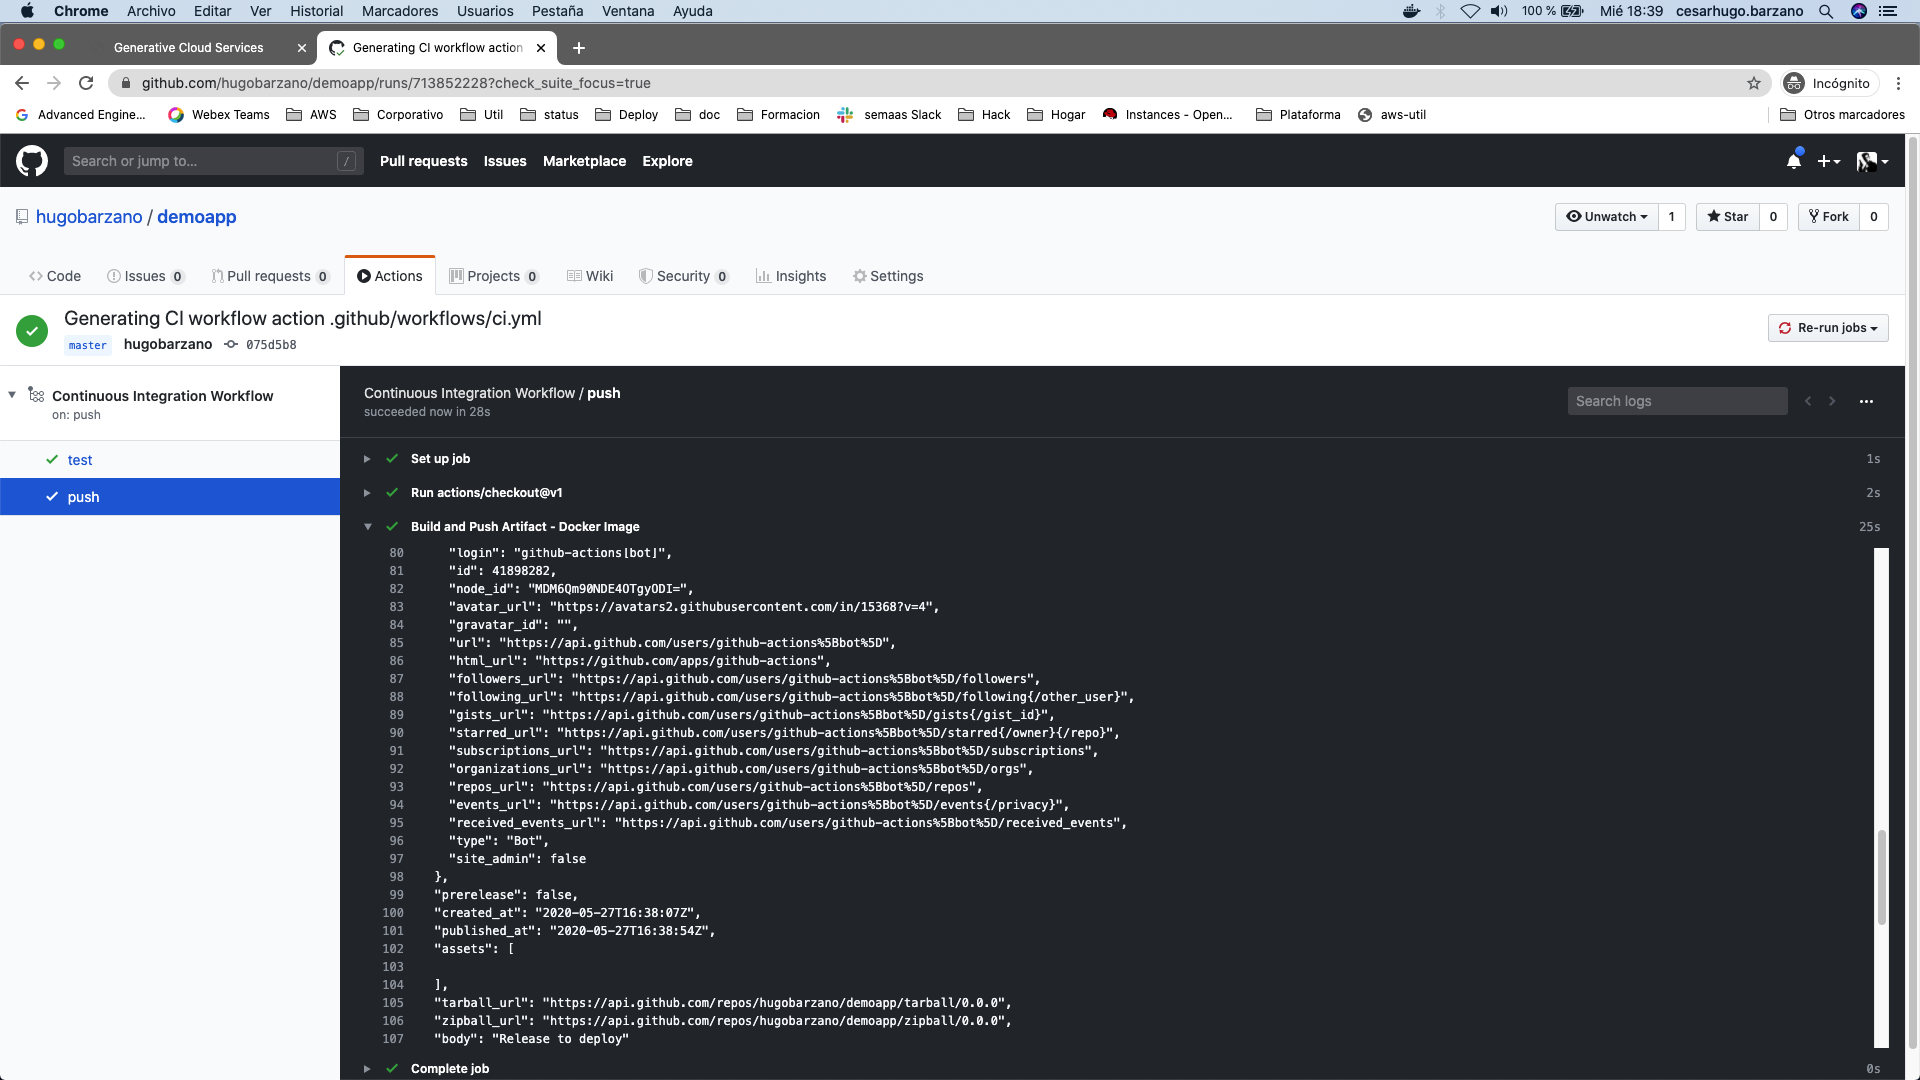 Chrome Archivo Editar Ver Historial Marcadores Usuarios Pestaña Ventana Ayuda 100 % Mié 18:39 cesarhugo.barzano
Generative Cloud Services Generating CI workflow action
github.com/hugobarzano/demoapp/runs/713852228?check_suite_focus=true Incógnito
Advanced Engine... Webex Teams AWS Corporativo Util status Deploy doc Formacion semaas Slack Hack Hogar Instances - Open... Plataforma aws-util Otros marcadores
Search or jump to... / Pull requests Issues Marketplace Explore
hugobarzano / demoapp Unwatch 1 Star 0 Fork 0
Code Issues 0 Pull requests 0 Actions Projects 0 Wiki Security 0 Insights Settings
Generating CI workflow action .github/workflows/ci.yml
master hugobarzano 075d5b8 Re-run jobs
Continuous Integration Workflow
on: push
test
push
Continuous Integration Workflow / push
succeeded now in 28s
Search logs
Set up job 1s
Run actions/checkout@v1 2s
Build and Push Artifact - Docker Image 25s
80 "login": "github-actions[bot]",
81 "id": 41898282,
82 "node_id": "MDM6Qm90NDE4OTgyODI=",
83 "avatar_url": "https://avatars2.githubusercontent.com/in/15368?v=4",
84 "gravatar_id": "",
85 "url": "https://api.github.com/users/github-actions%5Bbot%5D",
86 "html_url": "https://github.com/apps/github-actions",
87 "followers_url": "https://api.github.com/users/github-actions%5Bbot%5D/followers",
88 "following_url": "https://api.github.com/users/github-actions%5Bbot%5D/following{/other_user}",
89 "gists_url": "https://api.github.com/users/github-actions%5Bbot%5D/gists{/gist_id}",
90 "starred_url": "https://api.github.com/users/github-actions%5Bbot%5D/starred{/owner}{/repo}",
91 "subscriptions_url": "https://api.github.com/users/github-actions%5Bbot%5D/subscriptions",
92 "organizations_url": "https://api.github.com/users/github-actions%5Bbot%5D/orgs",
93 "repos_url": "https://api.github.com/users/github-actions%5Bbot%5D/repos",
94 "events_url": "https://api.github.com/users/github-actions%5Bbot%5D/events{/privacy}",
95 "received_events_url": "https://api.github.com/users/github-actions%5Bbot%5D/received_events",
96 "type": "Bot",
97 "site_admin": false
98 },
99 "prerelease": false,
100 "created_at": "2020-05-27T16:38:07Z",
101 "published_at": "2020-05-27T16:38:54Z",
102 "assets": [
103
104 ],
105 "tarball_url": "https://api.github.com/repos/hugobarzano/demoapp/tarball/0.0.0",
106 "zipball_url": "https://api.github.com/repos/hugobarzano/demoapp/zipball/0.0.0",
107 "body": "Release to deploy"
Complete job 0s